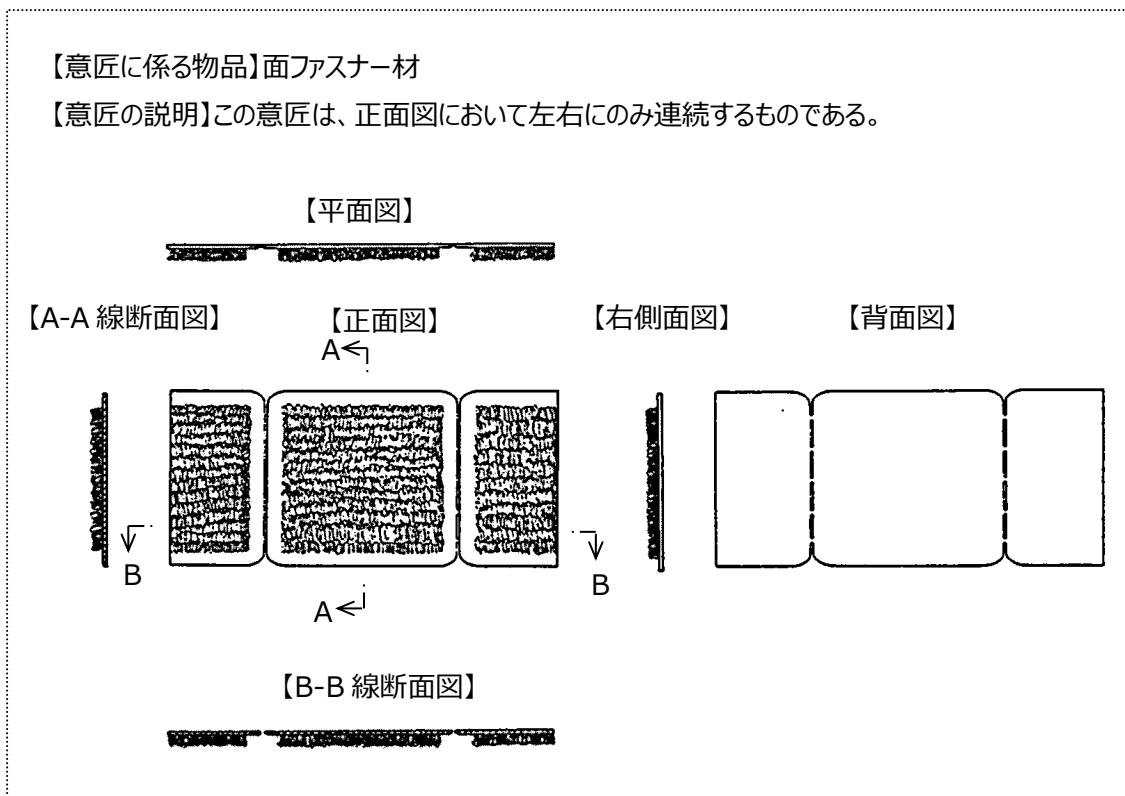 【意匠に係る物品】面ファスナー材
【意匠の説明】この意匠は、正面図において左右にのみ連続するものである。
【平面図】
【A-A 線断面図】
【正面図】
【右側面図】
【背面図】
A
B
B
A
【B-B 線断面図】